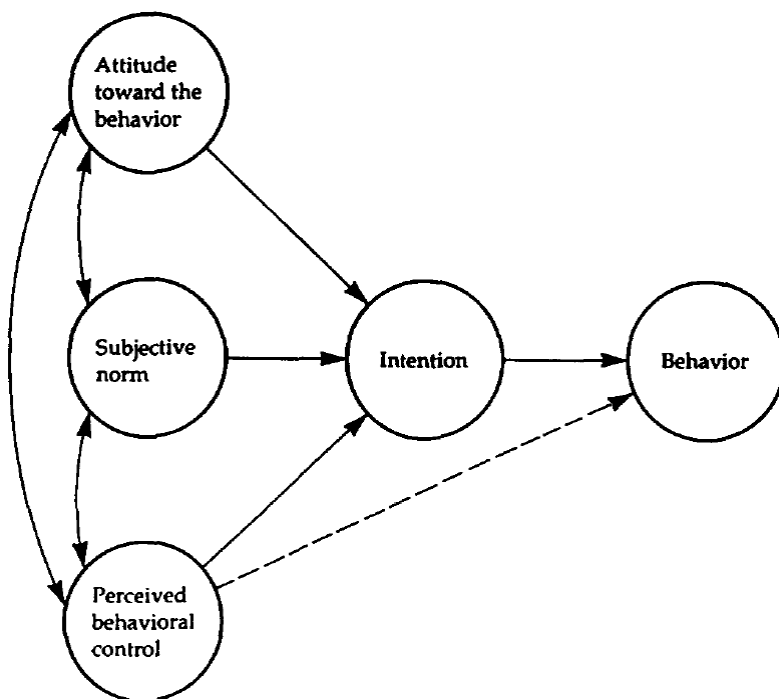 Attitude
toward the
behavior
Subjective
norm
Intention
Behavior
Perceived
behavioral
control